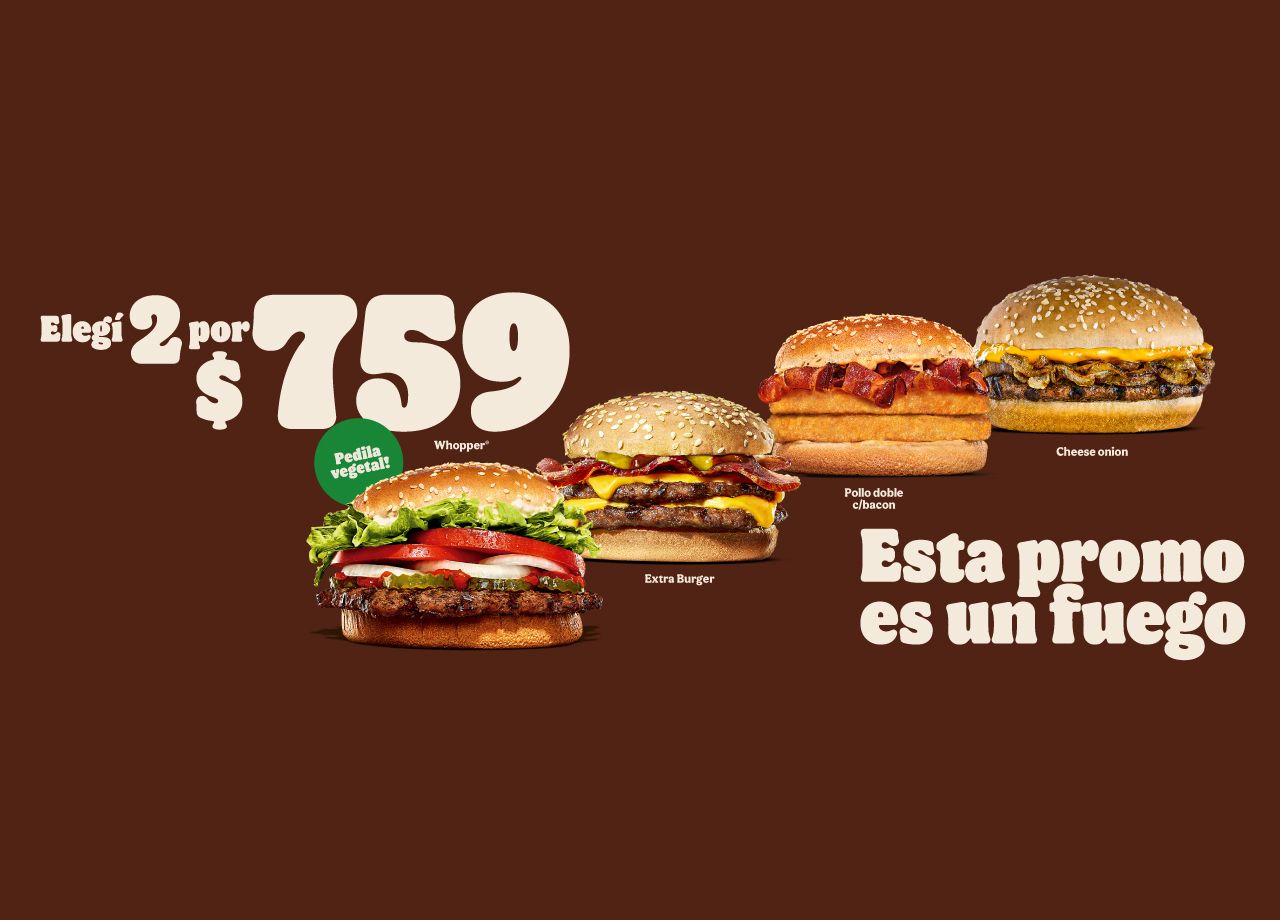 Elegí 2 por
$ 759
Pedila
vegetal!
Whopper®
Extra Burger
Pollo doble
c/bacon
Cheese onion
Esta promo
es un fuego